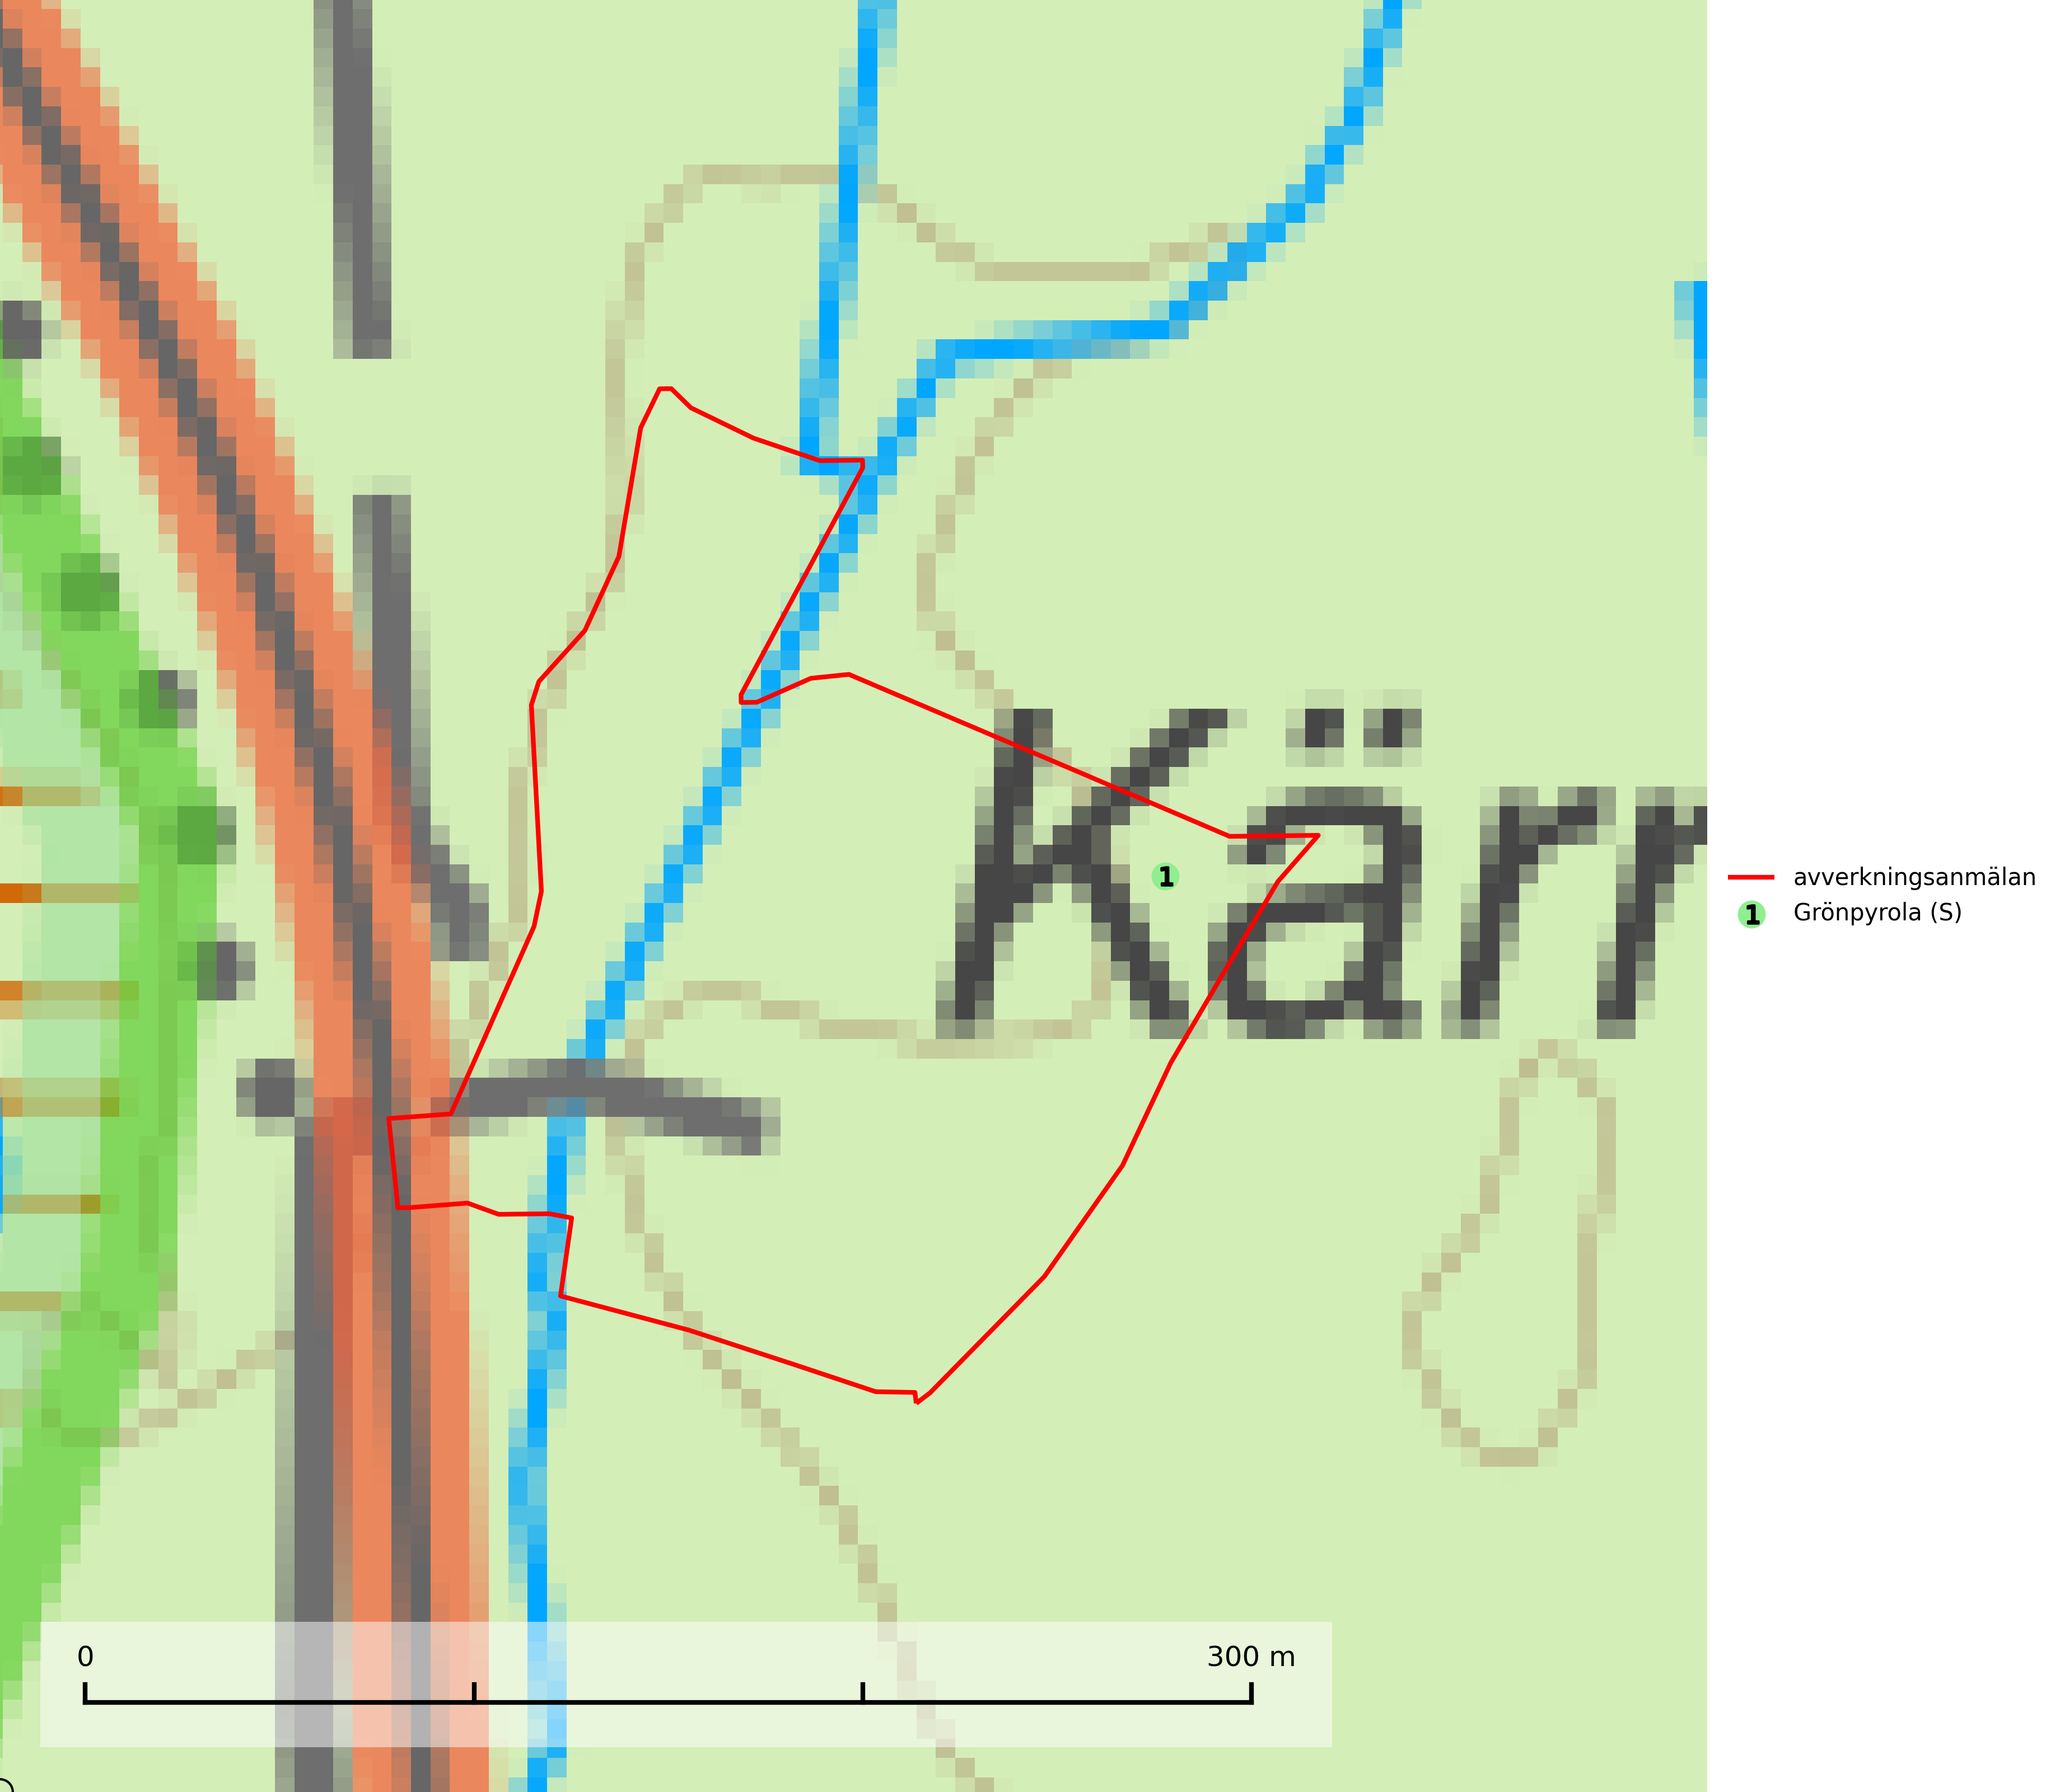 Kärr
1
avverkningsanmälan
1 Grönpyrola (S)
0 300 m